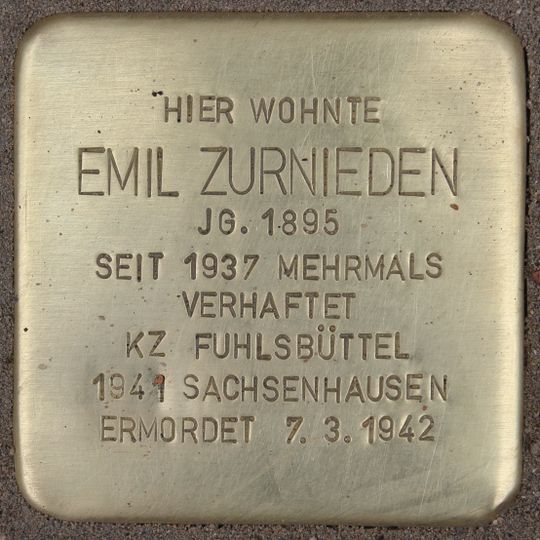 HIER WOHNTE
EMIL ZURNIEDEN
JG. 1895
SEIT 1937 MEHRMALS
VERHAFTET
KZ FUHLSBÜTTEL
1941 SACHSENHAUSEN
ERMORDET 7. 3. 1942